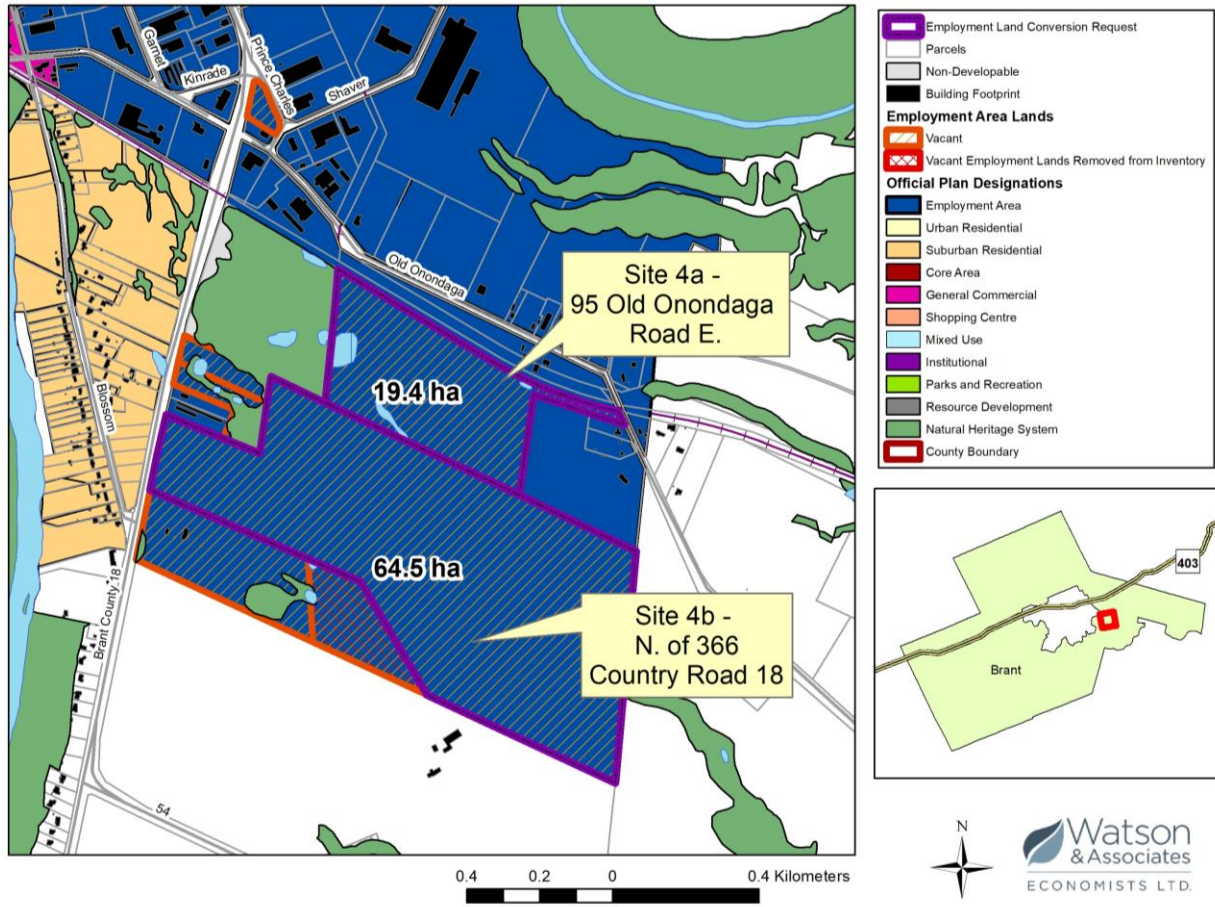 Garnet
Kinrade
Prince Charles
Shaver
Old Onondaga
Blossom
Brant County 18
54
Site 4a -
95 Old Onondaga
Road E.
19.4 ha
64.5 ha
Site 4b -
N. of 366
Country Road 18
Employment Land Conversion Request
Parcels
Non-Developable
Building Footprint
Employment Area Lands
Vacant
Vacant Employment Lands Removed from Inventory
Official Plan Designations
Employment Area
Urban Residential
Suburban Residential
Core Area
General Commercial
Shopping Centre
Mixed Use
Institutional
Parks and Recreation
Resource Development
Natural Heritage System
County Boundary
403
Brant
N
Watson
& Associates
ECONOMISTS LTD.
0.4 0.2 0 0.4 Kilometers